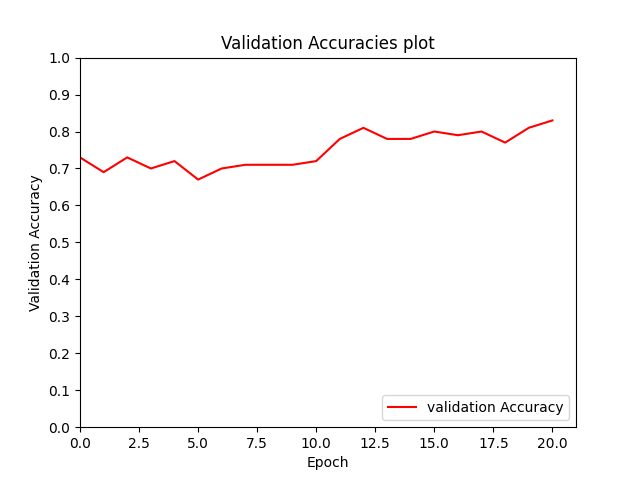 Validation Accuracies plot
1.0
0.9
0.8
0.7
0.6
0.5
0.4
0.3
0.2
0.1
0.0
Validation Accuracy
validation Accuracy
0.0 2.5 5.0 7.5 10.0 12.5 15.0 17.5 20.0
Epoch